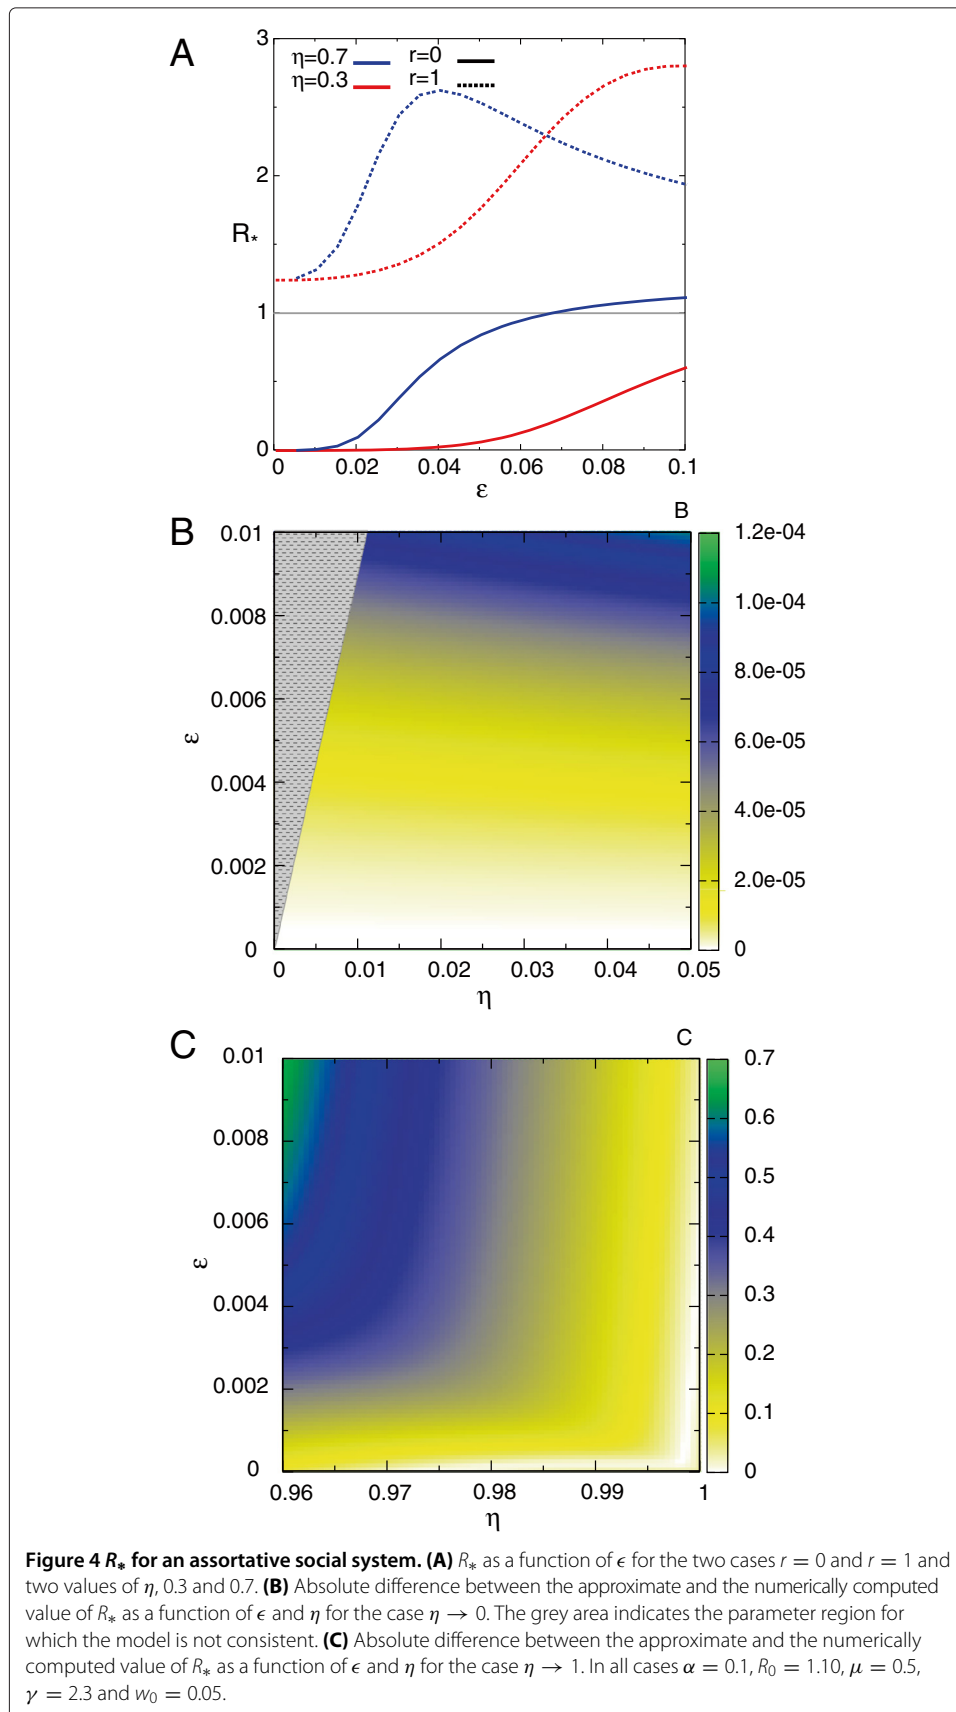 A
η=0.7 r=0
η=0.3 r=1
3
2
R*
1
0
0 0.02 0.04 0.06 0.08 0.1
ε
B
B
0.01
0.008
0.006
ε
0.004
0.002
0
0 0.01 0.02 0.03 0.04 0.05
η
1.2e-04
1.0e-04
8.0e-05
6.0e-05
4.0e-05
2.0e-05
0
C
C
0.01
0.008
0.006
ε
0.004
0.002
0
0.96 0.97 0.98 0.99 1
η
0.7
0.6
0.5
0.4
0.3
0.2
0.1
0
Figure 4 R∗ for an assortative social system. (A) R∗ as a function of ϵ for the two cases r = 0 and r = 1 and
two values of η, 0.3 and 0.7. (B) Absolute difference between the approximate and the numerically computed
value of R∗ as a function of ϵ and η for the case η → 0. The grey area indicates the parameter region for
which the model is not consistent. (C) Absolute difference between the approximate and the numerically
computed value of R∗ as a function of ϵ and η for the case η → 1. In all cases α = 0.1, R0 = 1.10, μ = 0.5,
γ = 2.3 and w0 = 0.05.